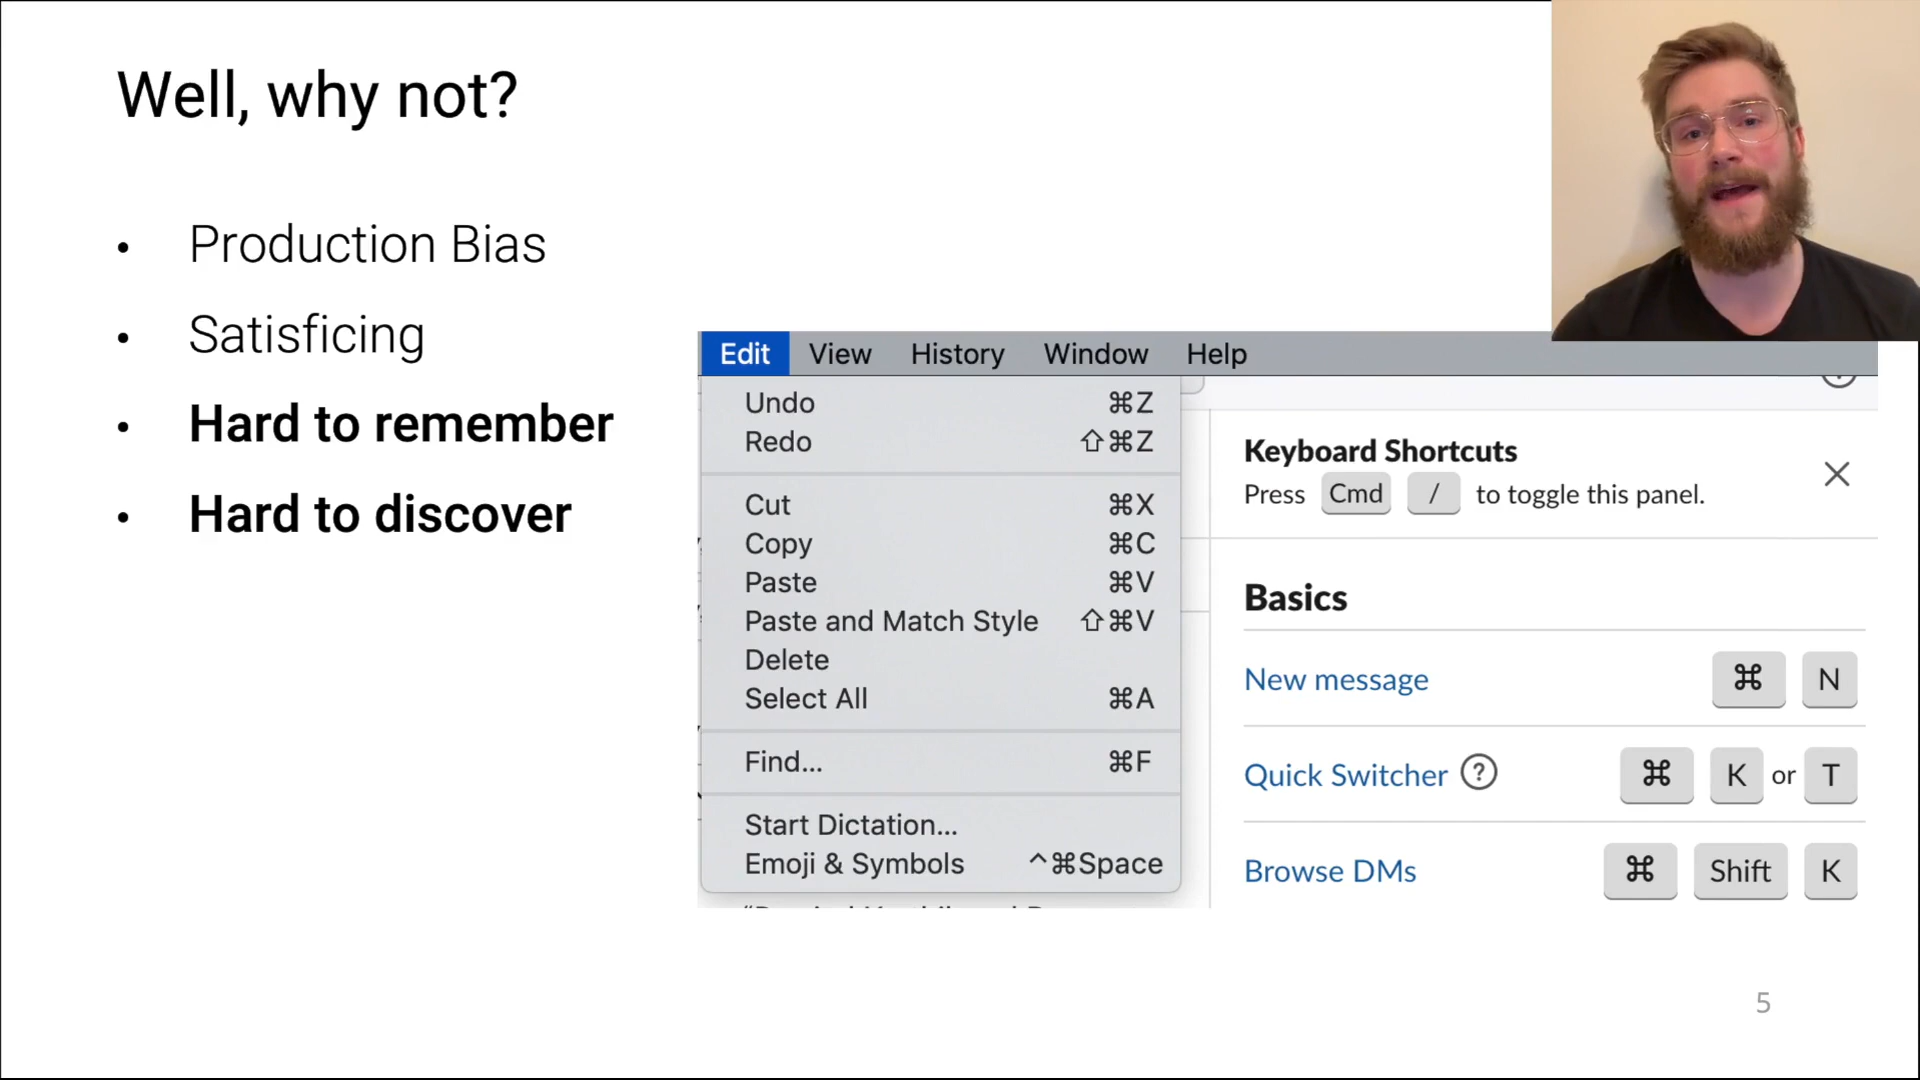 Well, why not?
• Production Bias
• Satisficing
• Hard to remember
• Hard to discover
Edit View History Window Help
Undo ⌘Z
Redo ⇧⌘Z
Cut ⌘X
Copy ⌘C
Paste ⌘V
Paste and Match Style ⇧⌘V
Delete
Select All ⌘A
Find... ⌘F
Start Dictation...
Emoji & Symbols ^⌘Space
Keyboard Shortcuts
Press Cmd / to toggle this panel.
Basics
New message ⌘ N
Quick Switcher ? ⌘ K or T
Browse DMs ⌘ Shift K
5